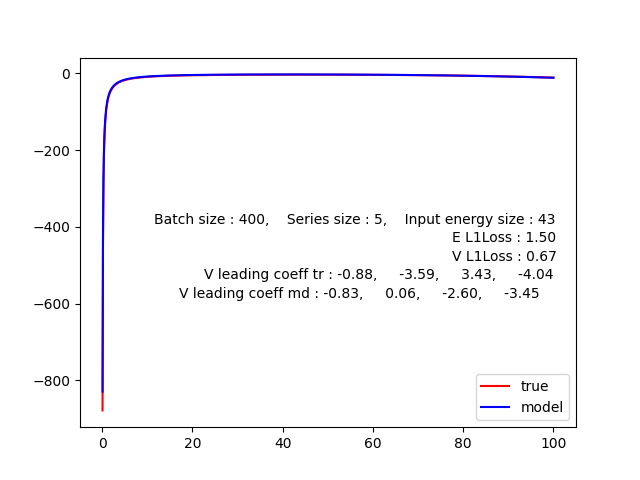 0
−200
−400
−600
−800
Batch size : 400, Series size : 5, Input energy size : 43
E L1Loss : 1.50
V L1Loss : 0.67
V leading coeff tr : -0.88, -3.59, 3.43, -4.04
V leading coeff md : -0.83, 0.06, -2.60, -3.45
true
model
0 20 40 60 80 100